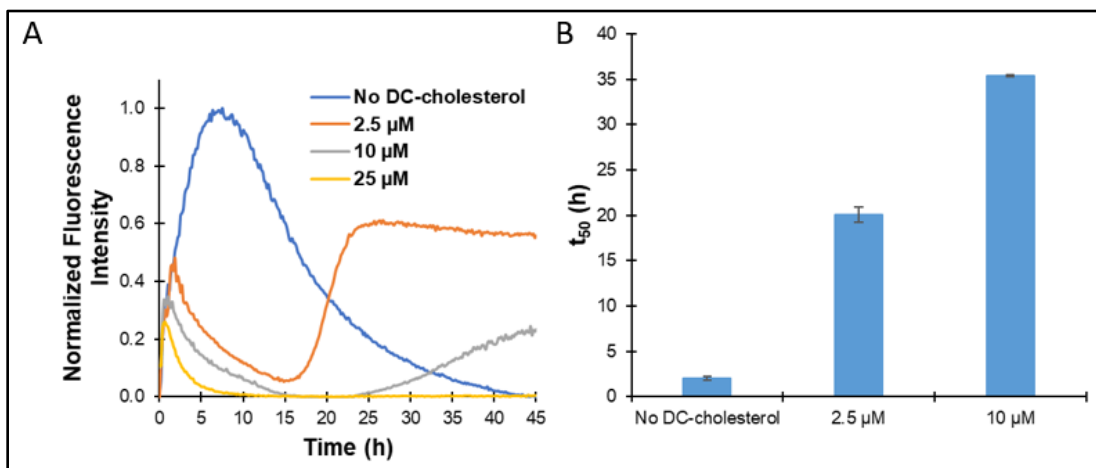 A
Normalized Fluorescence
Intensity
1.0
0.8
0.6
0.4
0.2
0.0
No DC-cholesterol
2.5 µM
10 µM
25 µM
0 5 10 15 20 25 30 35 40 45
Time (h)
B
t50 (h)
40
35
30
25
20
15
10
5
0
No DC-cholesterol 2.5 µM 10 µM